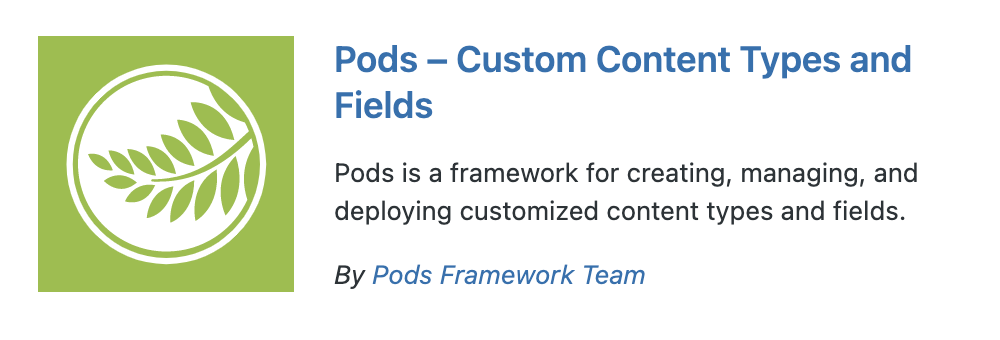 Pods – Custom Content Types and
Fields
Pods is a framework for creating, managing, and
deploying customized content types and fields.
By Pods Framework Team